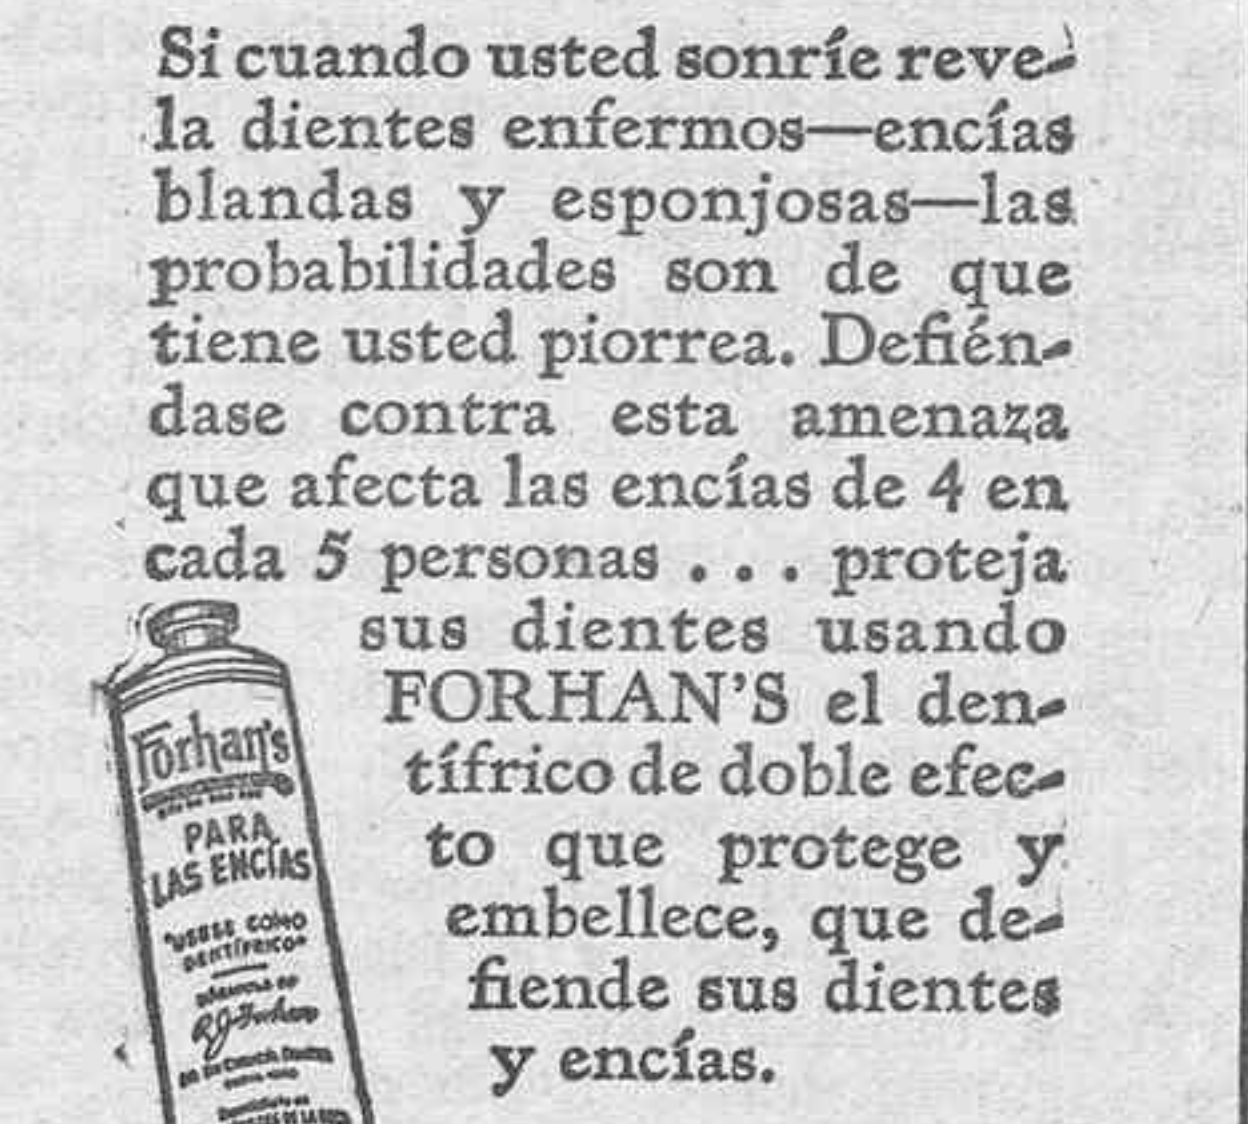 Si cuando usted sonríe reve-
la dientes enfermos—encías
blandas y esponjosas—las
probabilidades son de que
tiene usted piorrea. Defién-
dase contra esta amenaza
que afecta las encías de 4 en
cada 5 personas . . . proteja
sus dientes usando
FORHAN'S el den-
tífrico de doble efec-
to que protege y
embellece, que de-
fiende sus dientes
y encías.
Forhan's
PARA
LAS ENCÍAS
"USESE COMO
DENTÍFRICO"
R J Forhan